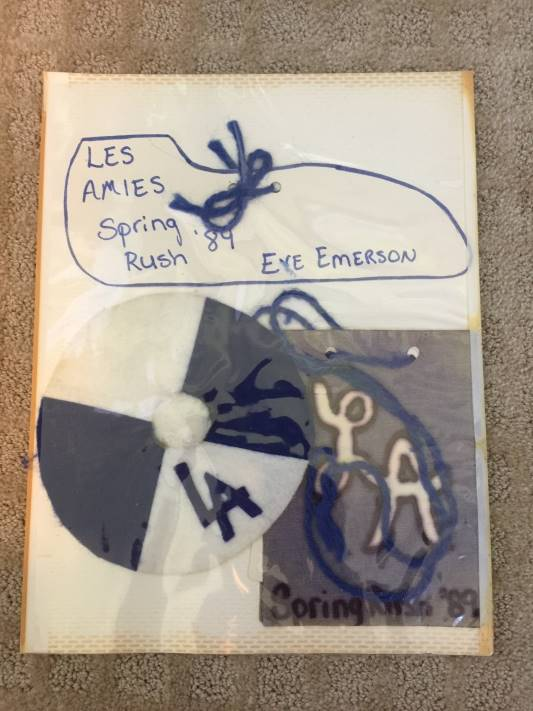 LES
AMIES
Spring '89
Rush
EVE EMERSON
LA
LA
Spring Rush '89